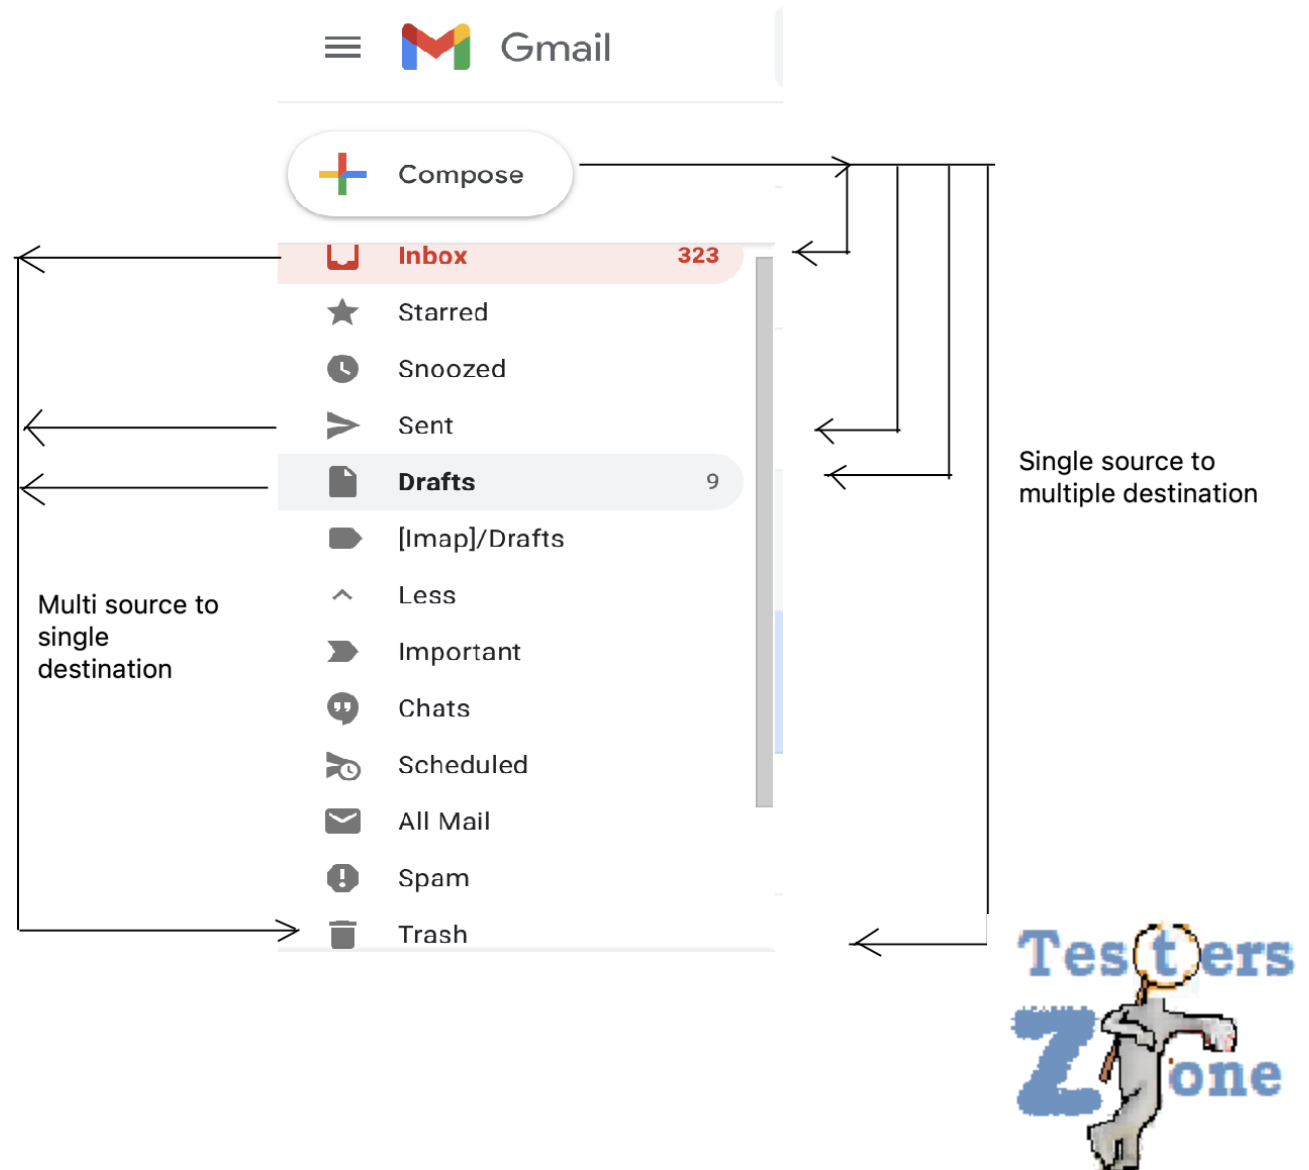 Gmail
Compose
Inbox 323
Starred
Snoozed
Sent
Drafts 9
[Imap]/Drafts
Less
Important
Chats
Scheduled
All Mail
Spam
Trash
Multi source to
single
destination
Single source to
multiple destination
Testers
Zone